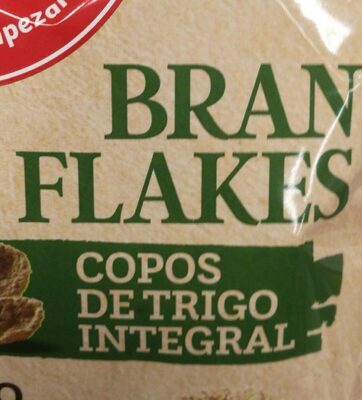 BRAN
FLAKES
COPOS
DE TRIGO
INTEGRAL